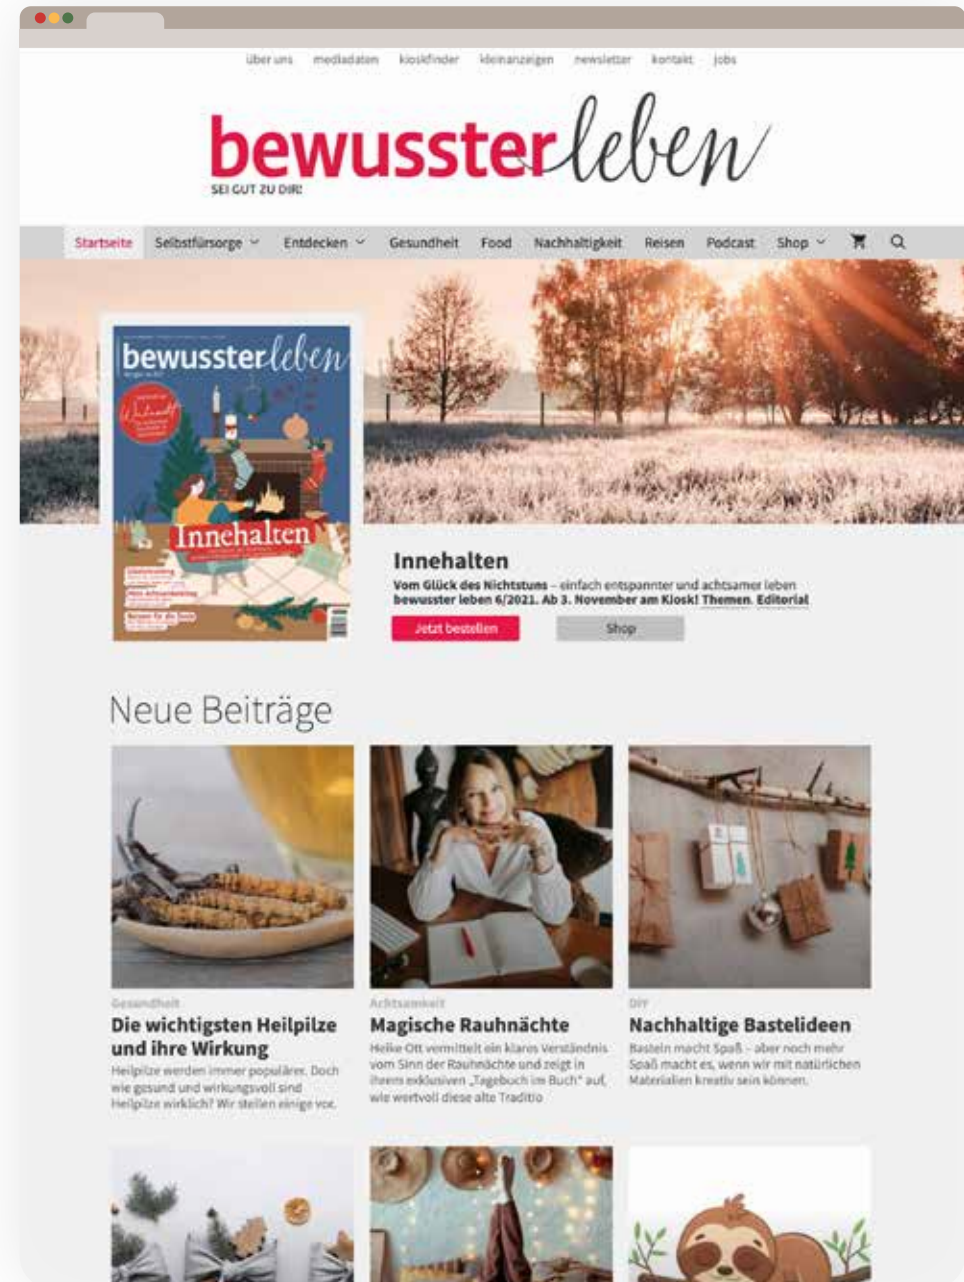 über uns mediadaten kioskfinder kleinanzeigen newsletter kontakt jobs
bewussterleben
SEI GUT ZU DIR!
Startseite Selbstfürsorge Entdecken Gesundheit Food Nachhaltigkeit Reisen Podcast Shop
bewussterleben
Innehalten
Innehalten
Vom Glück des Nichtstuns – einfach entspannter und achtsamer leben
bewusster leben 6/2021. Ab 3. November am Kiosk! Themen. Editorial
Jetzt bestellen Shop
Neue Beiträge
Gesundheit
Die wichtigsten Heilpilze
und ihre Wirkung
Heilpilze werden immer populärer. Doch
wie gesund und wirkungsvoll sind
Heilpilze wirklich? Wir stellen einige vor.
Achtsamkeit
Magische Rauhnächte
Heike Ott vermittelt ein klares Verständnis
vom Sinn der Rauhnächte und zeigt in
ihrem exklusiven „Tagebuch im Buch" auf,
wie wertvoll diese alte Traditio
DIY
Nachhaltige Bastelideen
Basteln macht Spaß – aber noch mehr
Spaß macht es, wenn wir mit natürlichen
Materialien kreativ sein können.